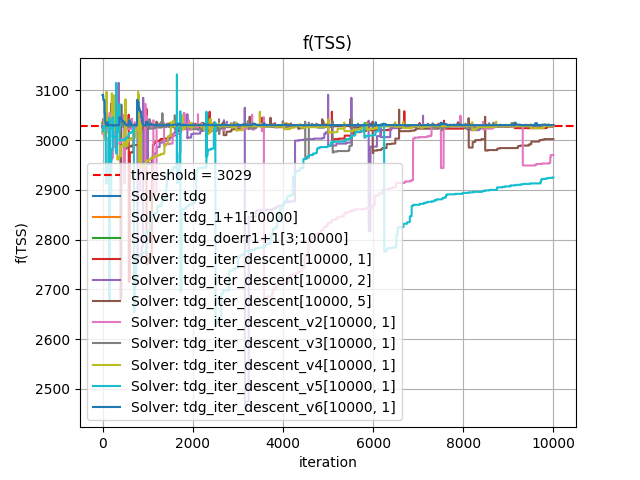 f(TSS)
3100
3000
2900
2800
2700
2600
2500
f(TSS)
threshold = 3029
Solver: tdg
Solver: tdg_1+1[10000]
Solver: tdg_doerr1+1[3;10000]
Solver: tdg_iter_descent[10000, 1]
Solver: tdg_iter_descent[10000, 2]
Solver: tdg_iter_descent[10000, 5]
Solver: tdg_iter_descent_v2[10000, 1]
Solver: tdg_iter_descent_v3[10000, 1]
Solver: tdg_iter_descent_v4[10000, 1]
Solver: tdg_iter_descent_v5[10000, 1]
Solver: tdg_iter_descent_v6[10000, 1]
0 2000 4000 6000 8000 10000
iteration